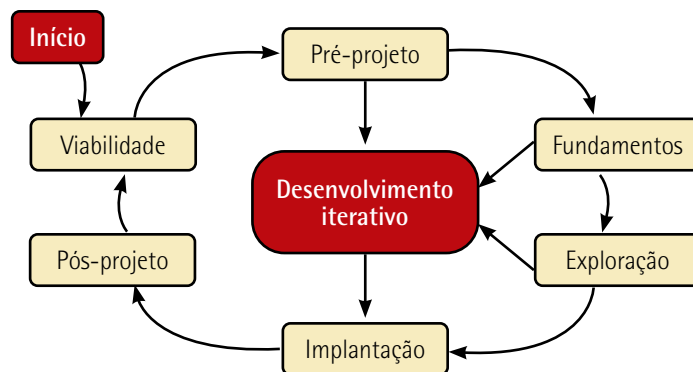 Início
Pré-projeto
Viabilidade
Fundamentos
Desenvolvimento
iterativo
Pós-projeto
Exploração
Implantação